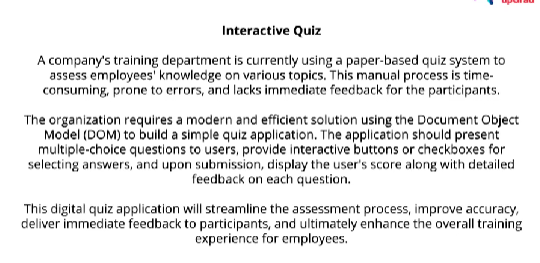 Interactive Quiz
A company's training department is currently using a paper-based quiz system to
assess employees' knowledge on various topics. This manual process is time-
consuming, prone to errors, and lacks immediate feedback for the participants.
The organization requires a modern and efficient solution using the Document Object
Model (DOM) to build a simple quiz application. The application should present
multiple-choice questions to users, provide interactive buttons or checkboxes for
selecting answers, and upon submission, display the user's score along with detailed
feedback on each question.
This digital quiz application will streamline the assessment process, improve accuracy,
deliver immediate feedback to participants, and ultimately enhance the overall training
experience for employees.